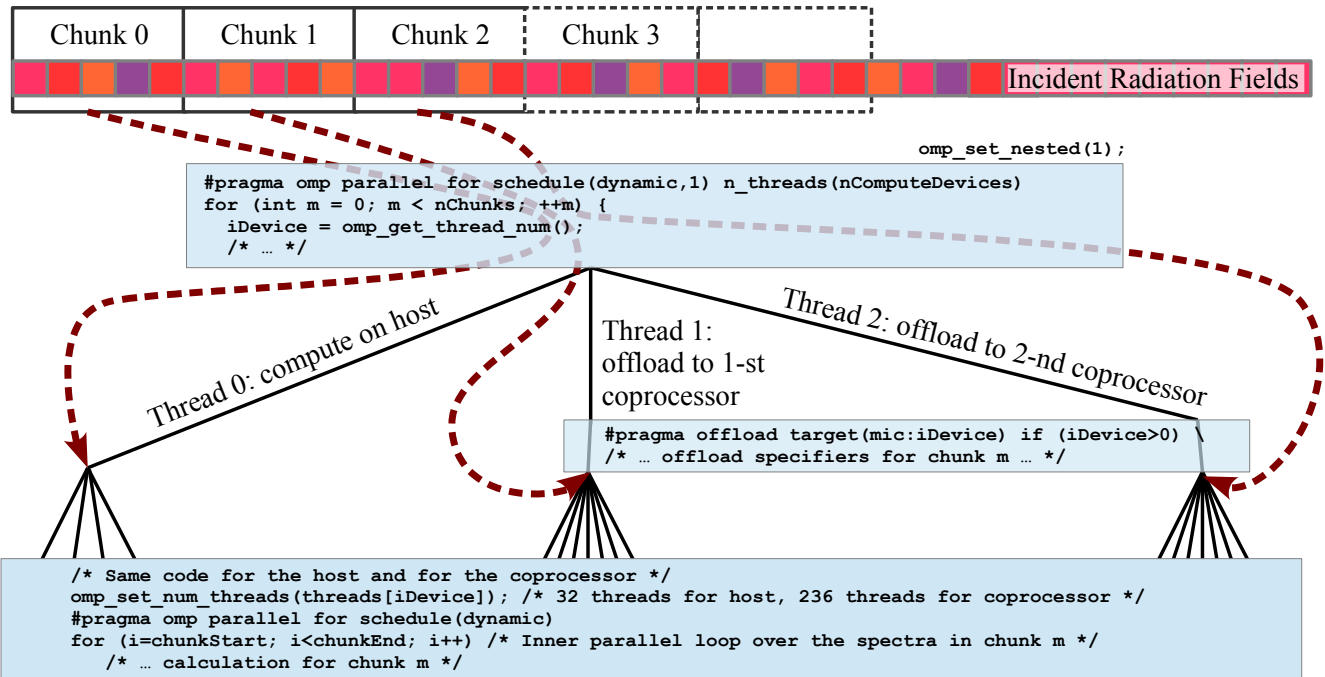 Chunk 0 Chunk 1 Chunk 2 Chunk 3
Incident Radiation Fields
omp_set_nested(1);
#pragma omp parallel for schedule(dynamic,1) n_threads(nComputeDevices)
for (int m = 0; m < nChunks; ++m) {
iDevice = omp_get_thread_num();
/* … */
Thread 0: compute on host
Thread 1:
offload to 1-st
coprocessor
Thread 2: offload to 2-nd coprocessor
#pragma offload target(mic:iDevice) if (iDevice>0) \
/* … offload specifiers for chunk m … */
/* Same code for the host and for the coprocessor */
omp_set_num_threads(threads[iDevice]); /* 32 threads for host, 236 threads for coprocessor */
#pragma omp parallel for schedule(dynamic)
for (i=chunkStart; i<chunkEnd; i++) /* Inner parallel loop over the spectra in chunk m */
/* … calculation for chunk m */